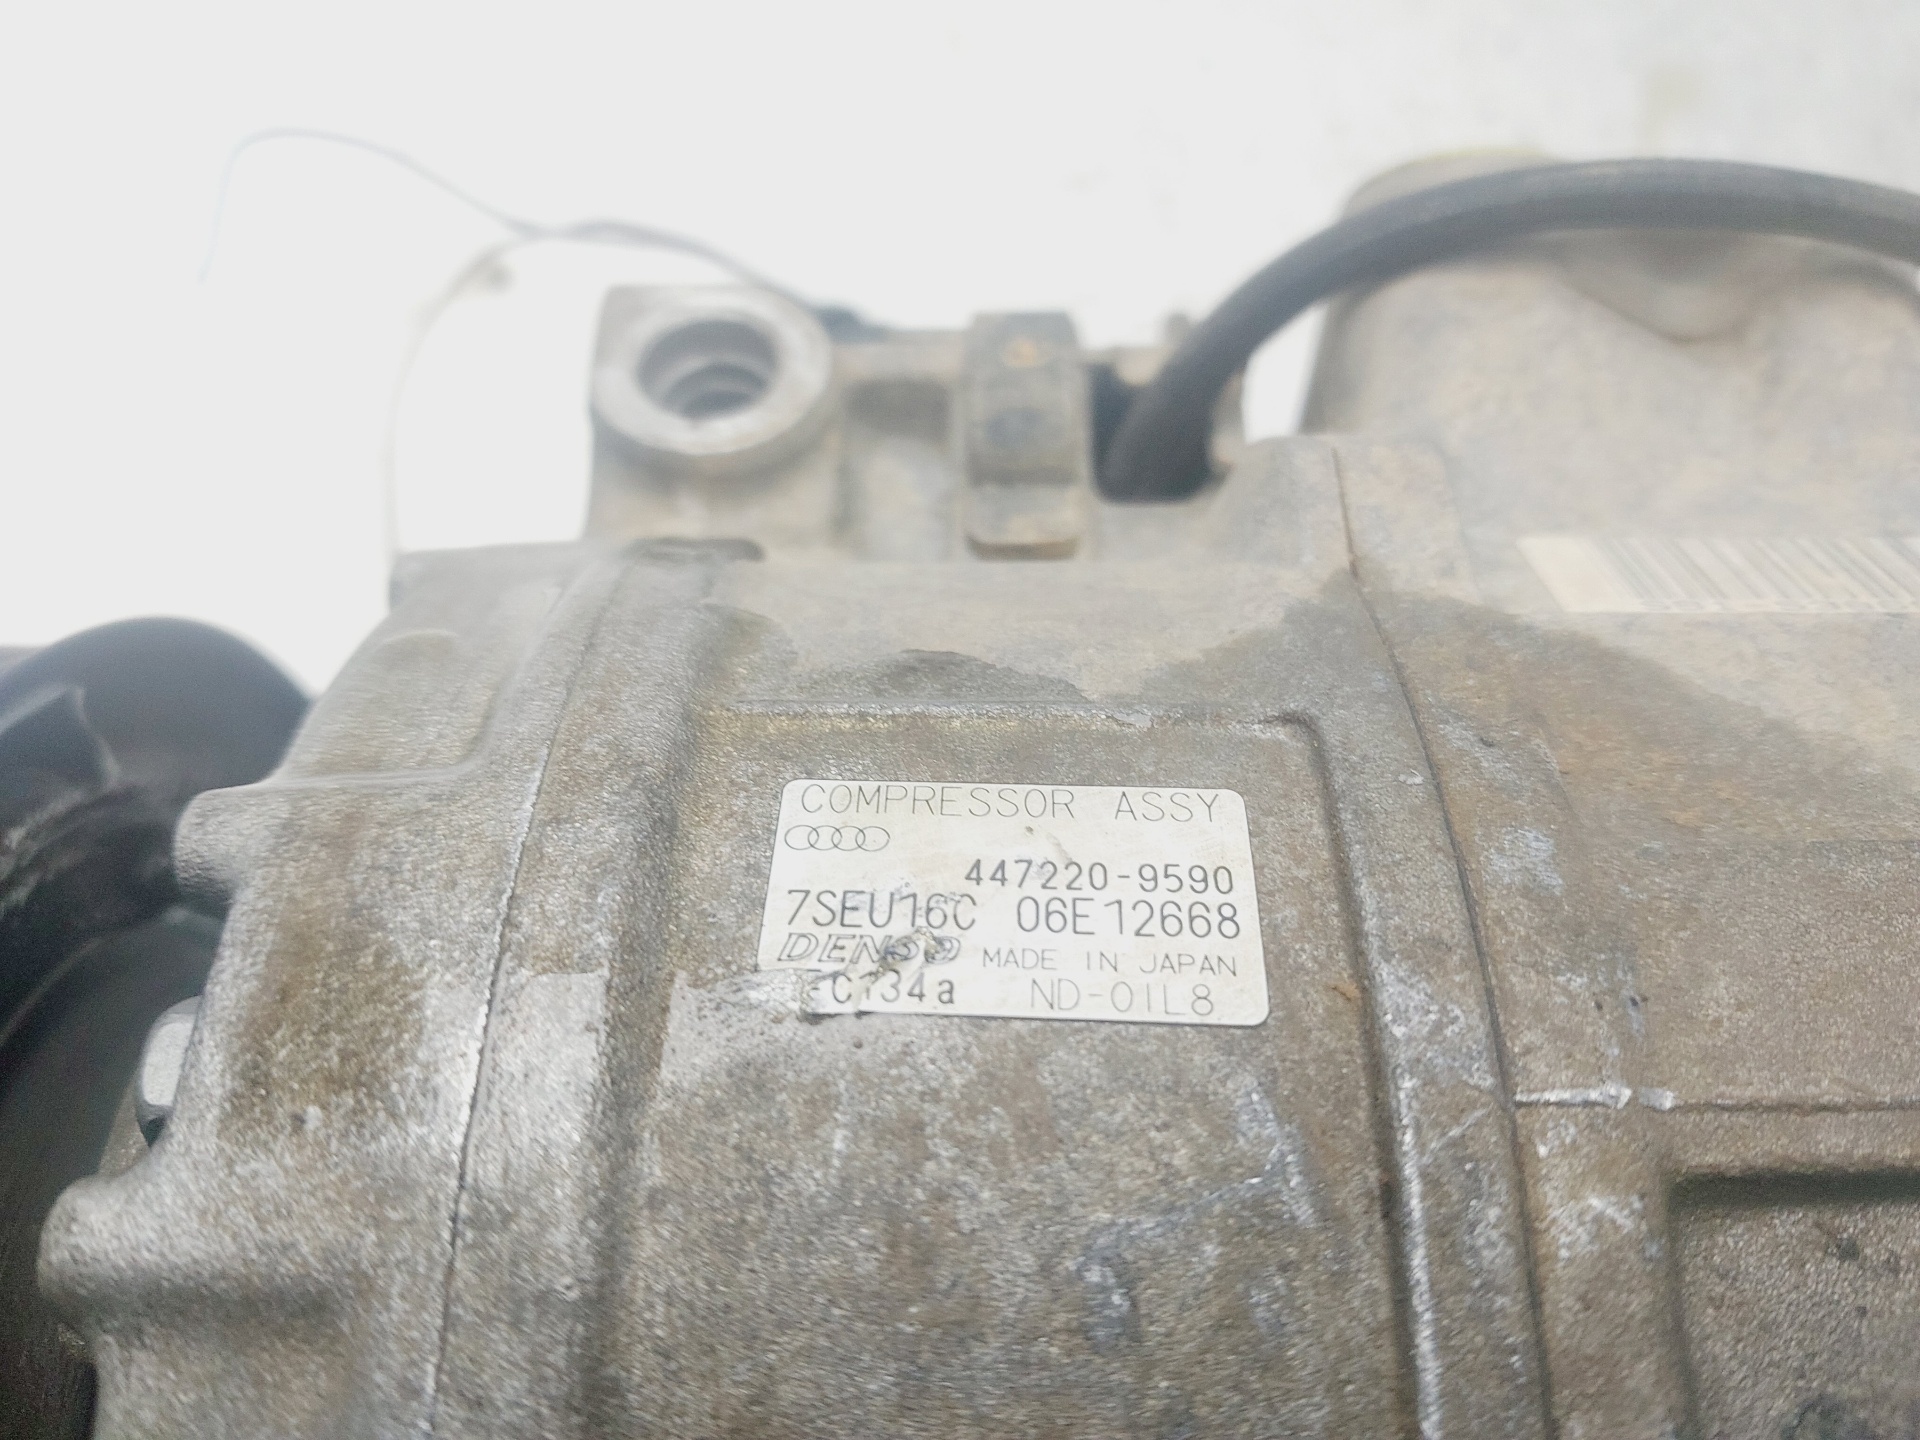 COMPRESSOR ASSY
447220-9590
7SEU16C 06E12668
DENSO MADE IN JAPAN
ND-OIL8